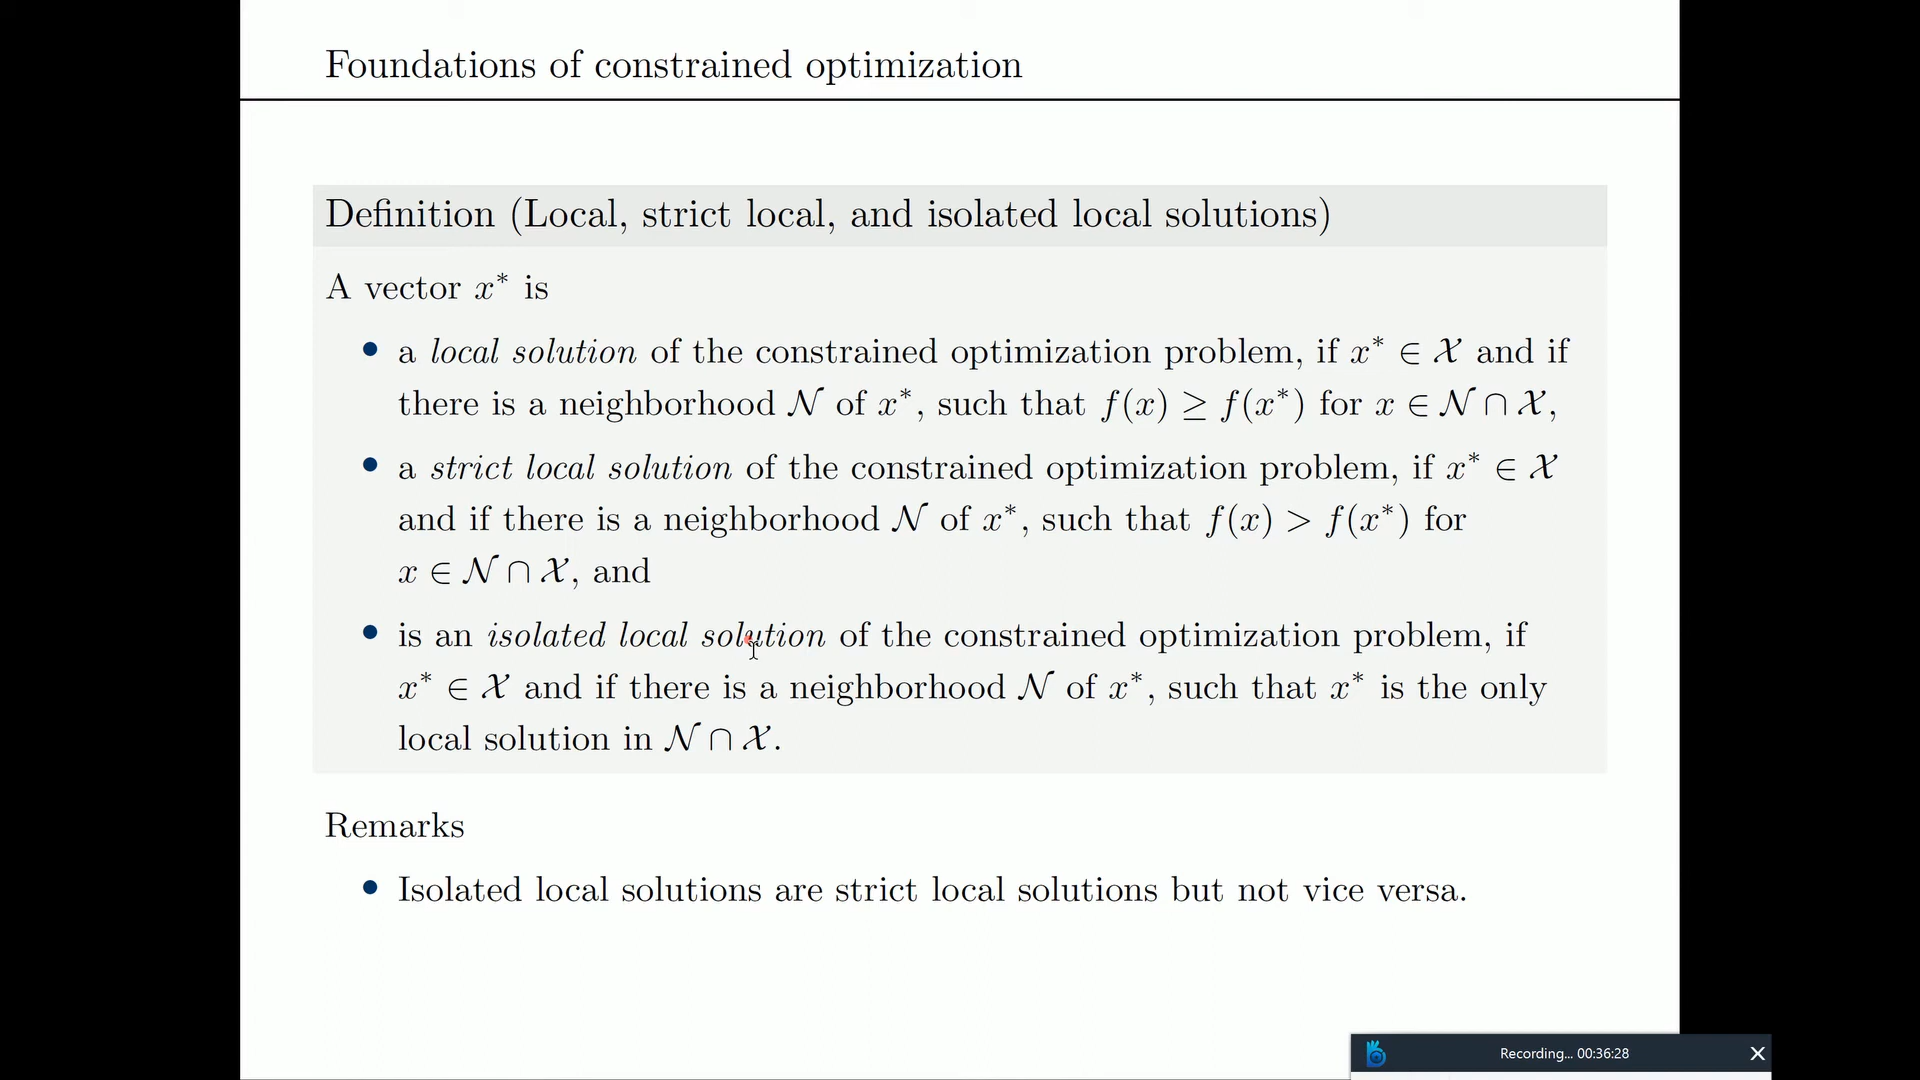 Foundations of constrained optimization
Definition (Local, strict local, and isolated local solutions)
A vector x* is
• a local solution of the constrained optimization problem, if x* ∈ 𝒳 and if
there is a neighborhood 𝒩 of x*, such that f(x) ≥ f(x*) for x ∈ 𝒩 ∩ 𝒳,
• a strict local solution of the constrained optimization problem, if x* ∈ 𝒳
and if there is a neighborhood 𝒩 of x*, such that f(x) > f(x*) for
x ∈ 𝒩 ∩ 𝒳, and
• is an isolated local solution of the constrained optimization problem, if
x* ∈ 𝒳 and if there is a neighborhood 𝒩 of x*, such that x* is the only
local solution in 𝒩 ∩ 𝒳.
Remarks
• Isolated local solutions are strict local solutions but not vice versa.
Recording... 00:36:28